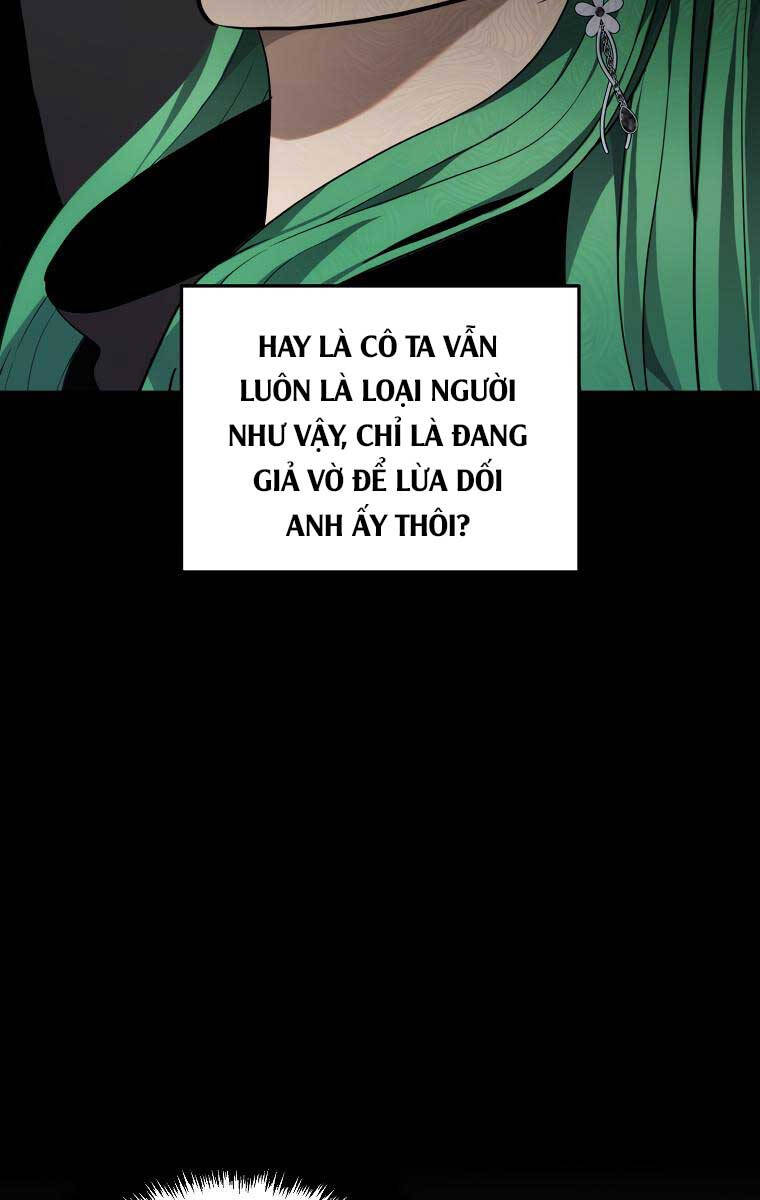 HAY LÀ CÔ TA VẪN
LUÔN LÀ LOẠI NGƯỜI
NHƯ VẬY, CHỈ LÀ ĐANG
GIẢ VỜ ĐỂ LỪA DỐI
ANH ẤY THÔI?